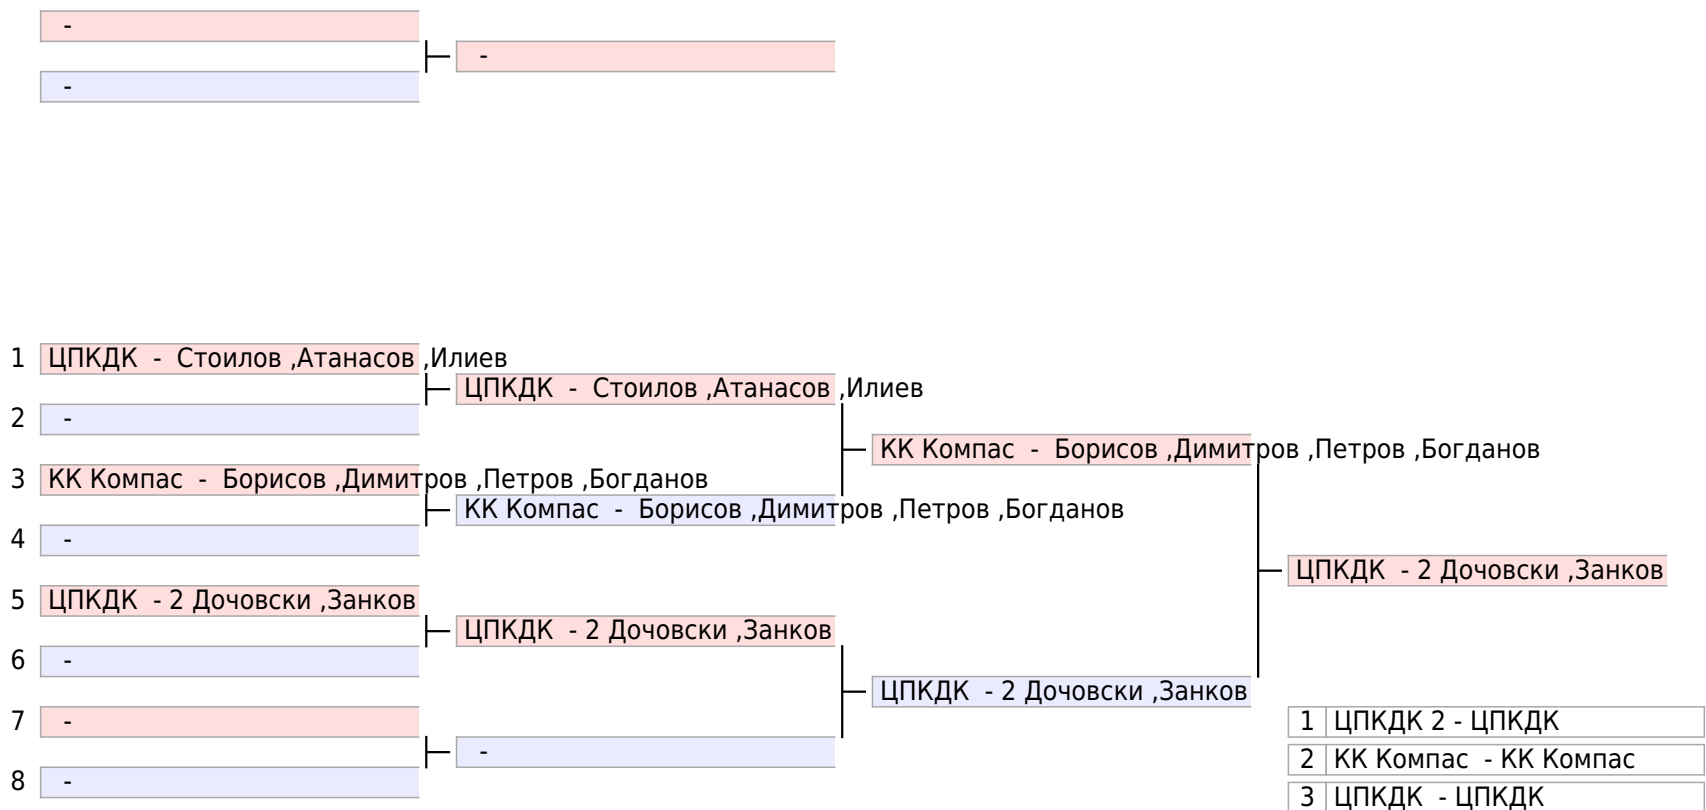 -
-
-
1 ЦПКДК - Стоилов ,Атанасов ,Илиев
ЦПКДК - Стоилов ,Атанасов ,Илиев
2 -
КК Компас - Борисов ,Димитров ,Петров ,Богданов
3 КК Компас - Борисов ,Димитров ,Петров ,Богданов
КК Компас - Борисов ,Димитров ,Петров ,Богданов
4 -
ЦПКДК - 2 Дочовски ,Занков
5 ЦПКДК - 2 Дочовски ,Занков
ЦПКДК - 2 Дочовски ,Занков
6 -
ЦПКДК - 2 Дочовски ,Занков
7 -
1 ЦПКДК 2 - ЦПКДК
-
2 КК Компас - КК Компас
8 -
3 ЦПКДК - ЦПКДК